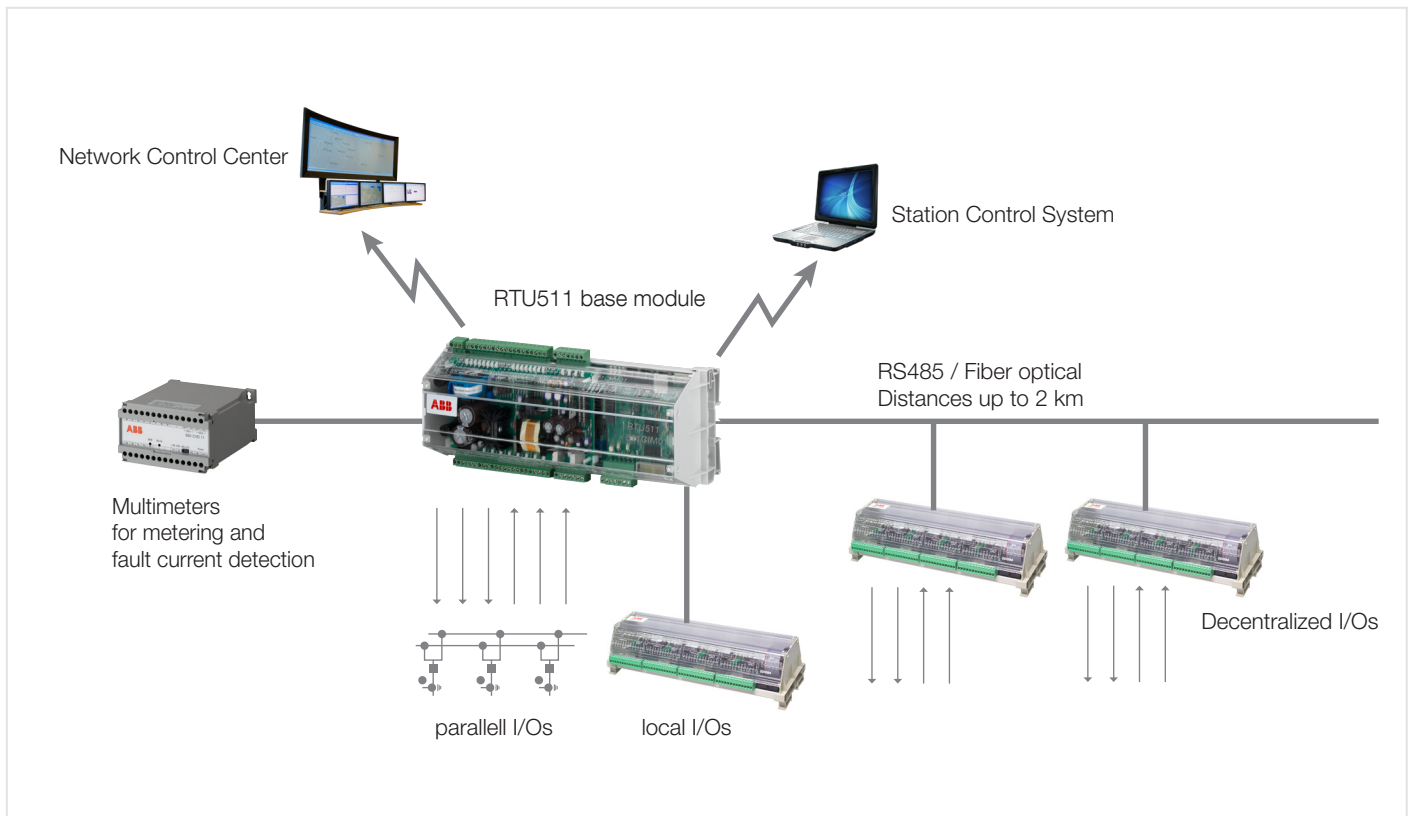 Network Control Center
Station Control System
RTU511 base module
RS485 / Fiber optical
Distances up to 2 km
ABB
ABB
RTU511
Multimeters
for metering and
fault current detection
Decentralized I/Os
parallell I/Os
local I/Os